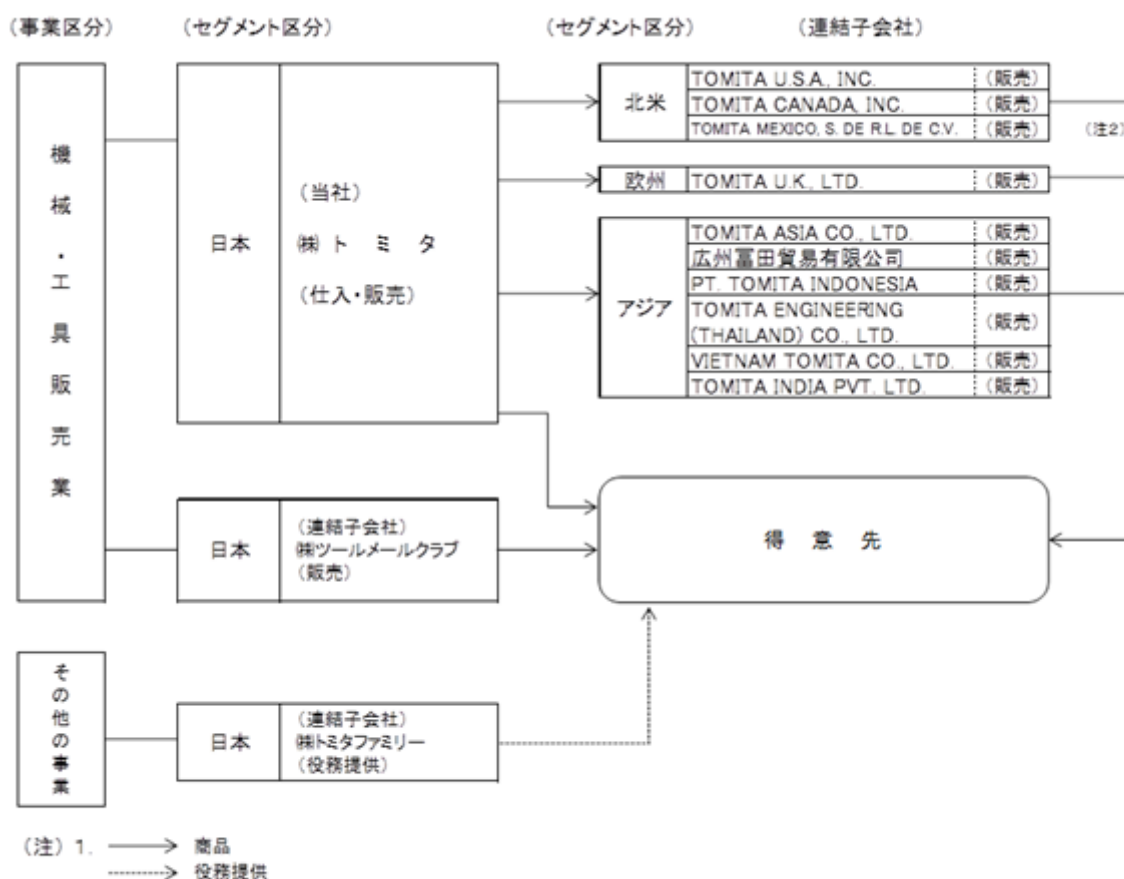 (事業区分)
(セグメント区分)
(セグメント区分)
(連結子会社)
機械・工具販売業
日本
(当社)
㈱トミタ
(仕入・販売)
北米
TOMITA U.S.A., INC.
(販売)
TOMITA CANADA, INC.
(販売)
TOMITA MEXICO, S. DE R.L. DE C.V.
(販売)
(注2)
欧州
TOMITA U.K., LTD.
(販売)
アジア
TOMITA ASIA CO., LTD.
(販売)
広州冨田貿易有限公司
(販売)
PT. TOMITA INDONESIA
(販売)
TOMITA ENGINEERING
(THAILAND) CO., LTD.
(販売)
VIETNAM TOMITA CO., LTD.
(販売)
TOMITA INDIA PVT. LTD.
(販売)
日本
(連結子会社)
㈱ツールメールクラブ
(販売)
得意先
その他の事業
日本
(連結子会社)
㈱トミタファミリー
(役務提供)
(注)1.
商品
役務提供